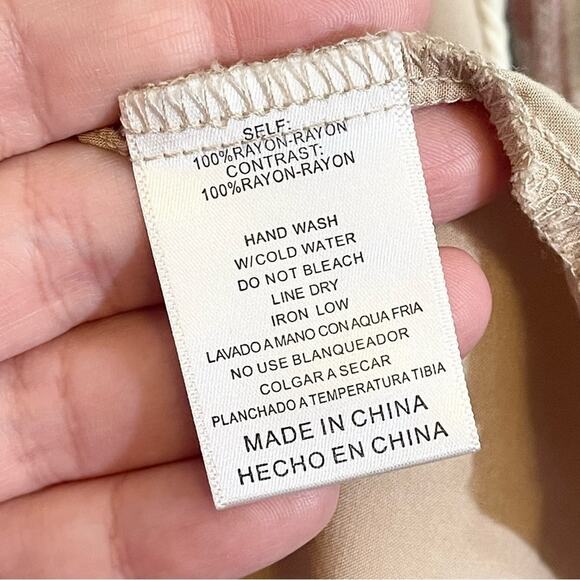 SELF:
100%RAYON-RAYON
CONTRAST:
100%RAYON-RAYON
HAND WASH
W/COLD WATER
DO NOT BLEACH
LINE DRY
IRON LOW
LAVADO A MANO CON AQUA FRIA
NO USE BLANQUEADOR
COLGAR A SECAR
PLANCHADO A TEMPERATURA TIBIA
MADE IN CHINA
HECHO EN CHINA